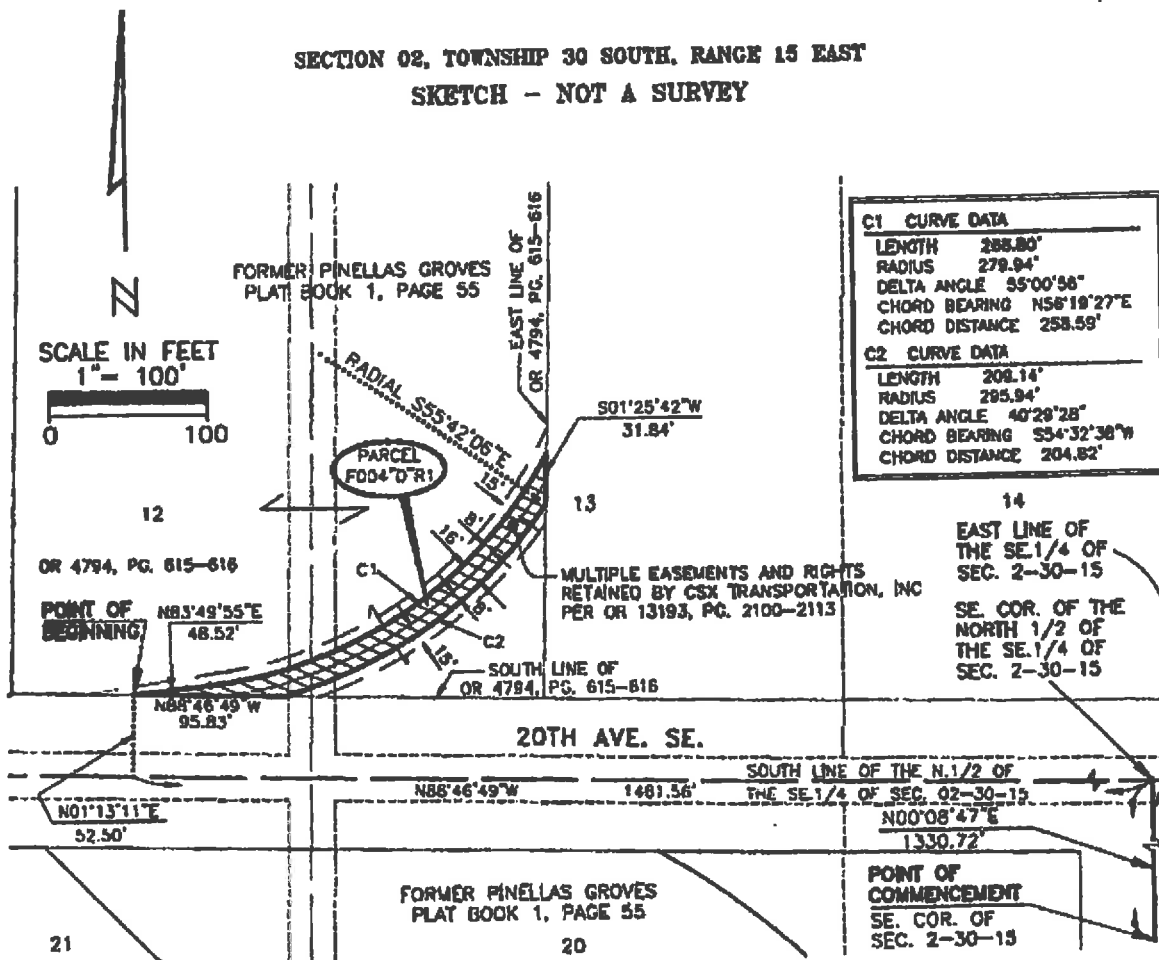 SECTION 02, TOWNSHIP 30 SOUTH, RANGE 15 EAST
SKETCH - NOT A SURVEY
N
SCALE IN FEET
1"= 100'
0 100
FORMER PINELLAS GROVES
PLAT BOOK 1, PAGE 55
EAST LINE OF
OR 4794, PG. 615-616
RADIAL S55°42'06"E
C1 CURVE DATA
LENGTH 268.80'
RADIUS 279.94'
DELTA ANGLE 55°00'56"
CHORD BEARING N56°19'27"E
CHORD DISTANCE 258.59'
C2 CURVE DATA
LENGTH 209.14'
RADIUS 295.94'
DELTA ANGLE 40°29'28"
CHORD BEARING S54°32'38"W
CHORD DISTANCE 204.82'
S01°25'42"W
31.84'
PARCEL
F004"D"R1
15'
8'
16'
12
13
14
OR 4794, PG. 615-616
POINT OF
BEGINNING
N83°49'55"E
48.52'
C1
C2
8'
15'
MULTIPLE EASEMENTS AND RIGHTS
RETAINED BY CSX TRANSPORTATION, INC
PER OR 13193, PG. 2100-2113
SOUTH LINE OF
OR 4794, PG. 615-616
EAST LINE OF
THE SE.1/4 OF
SEC. 2-30-15
SE. COR. OF THE
NORTH 1/2 OF
THE SE.1/4 OF
SEC. 2-30-15
N88°46'49"W
95.83'
20TH AVE. SE.
N88°46'49"W 1481.56'
SOUTH LINE OF THE N.1/2 OF
THE SE.1/4 OF SEC. 02-30-15
N01°13'11"E
52.50'
N00°08'47"E
1330.72'
POINT OF
COMMENCEMENT
SE. COR. OF
SEC. 2-30-15
FORMER PINELLAS GROVES
PLAT BOOK 1, PAGE 55
21
20